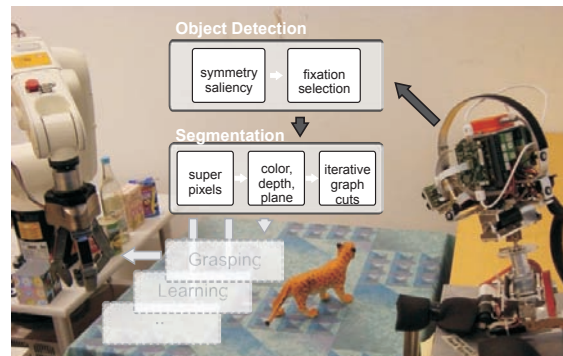 Object Detection
symmetry
saliency
fixation
selection
Segmentation
super
pixels
color,
depth,
plane
iterative
graph
cuts
Grasping
Learning
..